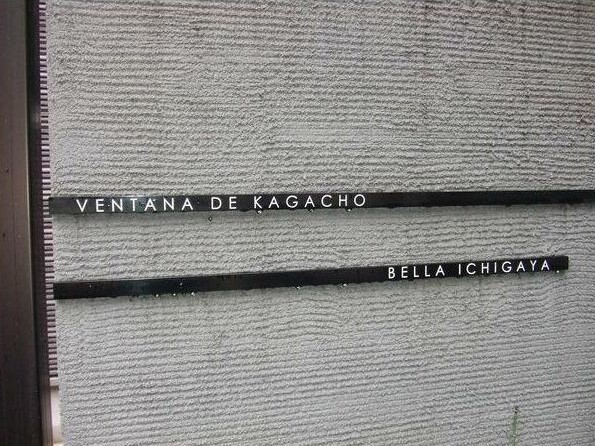 VENTANA DE KAGACHO
BELLA ICHIGAYA